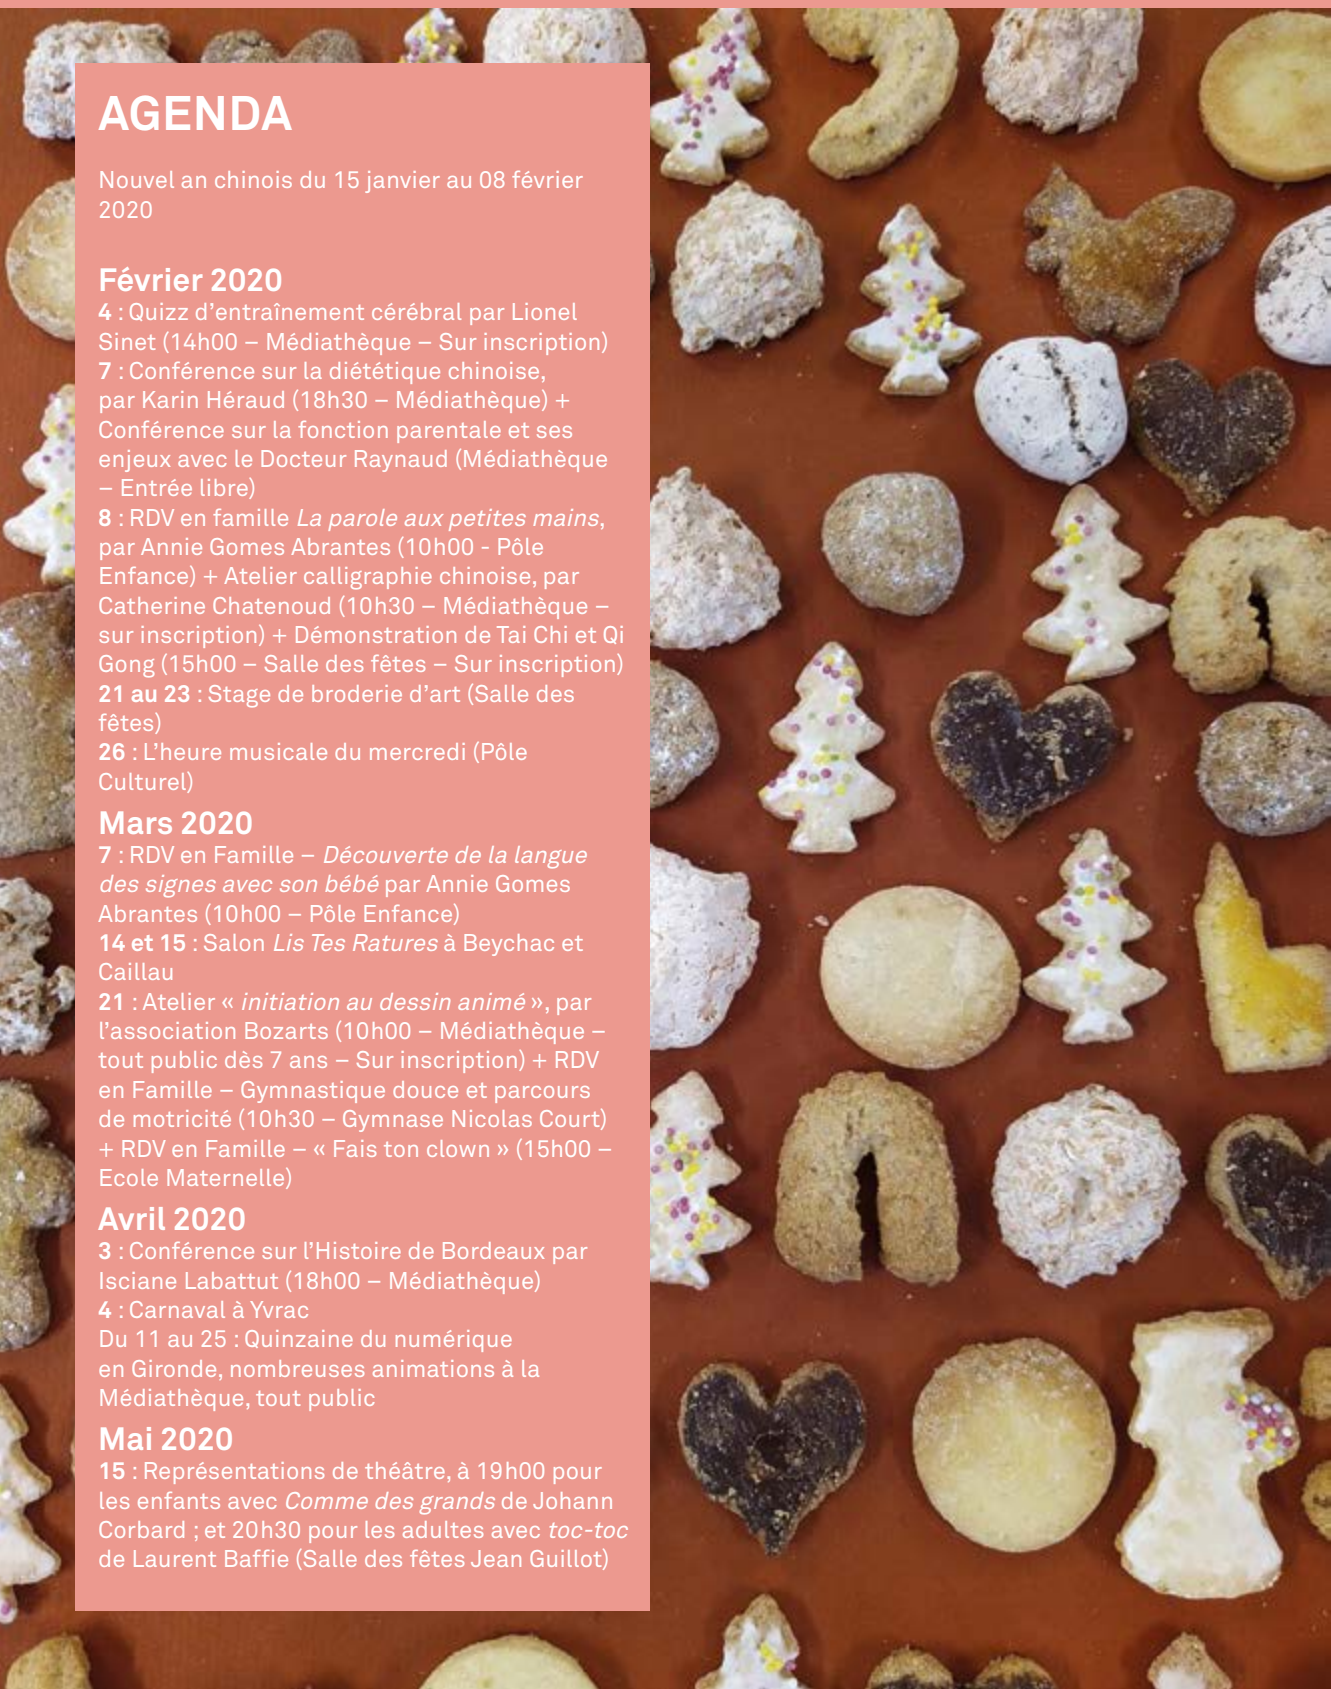 AGENDA
Nouvel an chinois du 15 janvier au 08 février
2020
Février 2020
4 : Quizz d’entraînement cérébral par Lionel
Sinet (14h00 – Médiathèque – Sur inscription)
7 : Conférence sur la diététique chinoise,
par Karin Héraud (18h30 – Médiathèque) +
Conférence sur la fonction parentale et ses
enjeux avec le Docteur Raynaud (Médiathèque
– Entrée libre)
8 : RDV en famille La parole aux petites mains,
par Annie Gomes Abrantes (10h00 - Pôle
Enfance) + Atelier calligraphie chinoise, par
Catherine Chatenoud (10h30 – Médiathèque –
sur inscription) + Démonstration de Tai Chi et Qi
Gong (15h00 – Salle des fêtes – Sur inscription)
21 au 23 : Stage de broderie d’art (Salle des
fêtes)
26 : L’heure musicale du mercredi (Pôle
Culturel)
Mars 2020
7 : RDV en Famille – Découverte de la langue
des signes avec son bébé par Annie Gomes
Abrantes (10h00 – Pôle Enfance)
14 et 15 : Salon Lis Tes Ratures à Beychac et
Caillau
21 : Atelier « initiation au dessin animé », par
l’association Bozarts (10h00 – Médiathèque –
tout public dès 7 ans – Sur inscription) + RDV
en Famille – Gymnastique douce et parcours
de motricité (10h30 – Gymnase Nicolas Court)
+ RDV en Famille – « Fais ton clown » (15h00 –
Ecole Maternelle)
Avril 2020
3 : Conférence sur l’Histoire de Bordeaux par
Isciane Labattut (18h00 – Médiathèque)
4 : Carnaval à Yvrac
Du 11 au 25 : Quinzaine du numérique
en Gironde, nombreuses animations à la
Médiathèque, tout public
Mai 2020
15 : Représentations de théâtre, à 19h00 pour
les enfants avec Comme des grands de Johann
Corbard ; et 20h30 pour les adultes avec toc-toc
de Laurent Baffie (Salle des fêtes Jean Guillot)